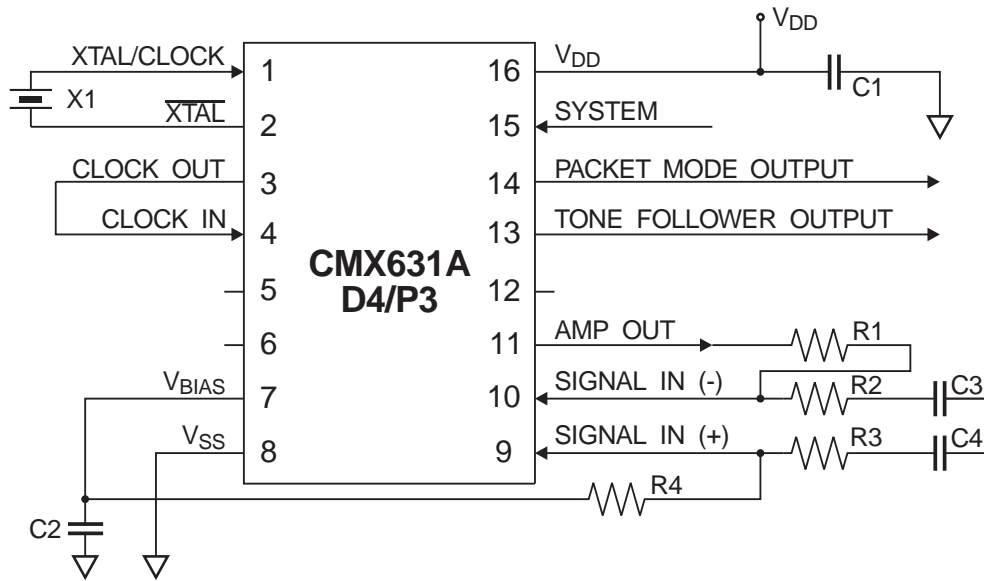 VDD
XTAL/CLOCK 1 16 VDD
X1 C1
XTAL 2 15 SYSTEM
CLOCK OUT 3 14 PACKET MODE OUTPUT
CLOCK IN 4 13 TONE FOLLOWER OUTPUT
CMX631A
D4/P3
5 12
6 11 AMP OUT R1
VBIAS 7 10 SIGNAL IN (-) R2 C3
VSS 8 9 SIGNAL IN (+) R3 C4
R4
C2